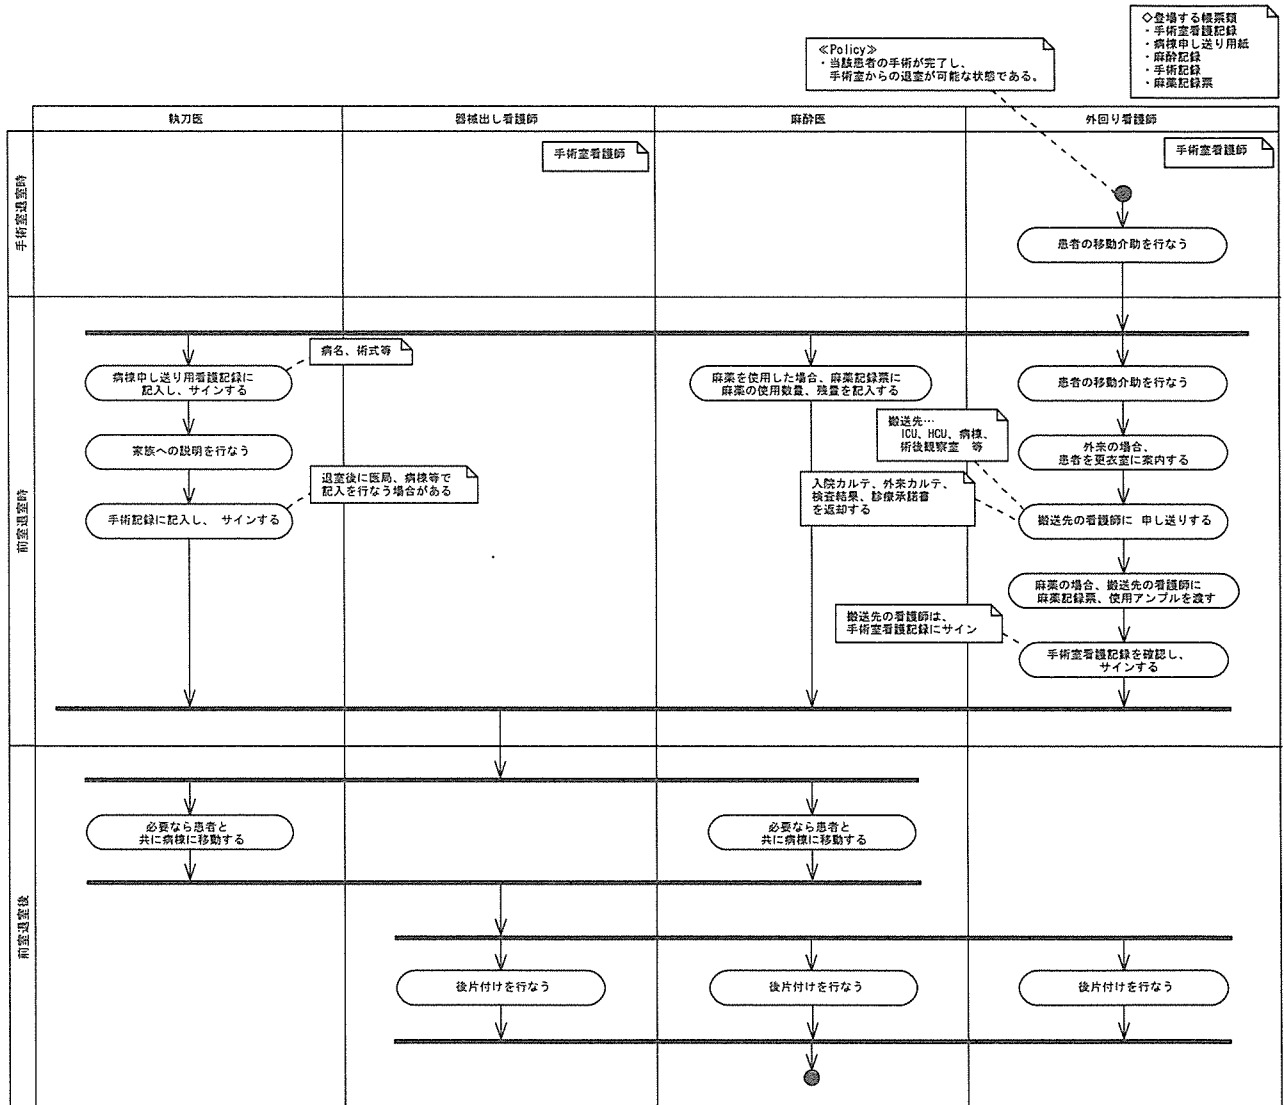 ◇登場する帳票類
・手術室看護記録
・病棟申し送り用紙
・麻酔記録
・手術記録
・麻薬記録票
≪Policy≫
・当該患者の手術が完了し、
手術室からの退室が可能な状態である。
執刀医
器械出し看護師
麻酔医
外回り看護師
手術室退室時
手術室看護師
手術室看護師
患者の移動介助を行なう
前室退室時
病名、術式等
病棟申し送り用看護記録に
記入し、サインする
家族への説明を行なう
退室後に医局、病棟等で
記入を行なう場合がある
手術記録に記入し、 サインする
麻薬を使用した場合、麻薬記録票に
麻薬の使用数量、残量を記入する
患者の移動介助を行なう
搬送先…
ICU、HCU、病棟、
術後観察室 等
外来の場合、
患者を更衣室に案内する
入院カルテ、外来カルテ、
検査結果、診療承諾書
を返却する
搬送先の看護師に 申し送りする
麻薬の場合、搬送先の看護師に
麻薬記録票、使用アンプルを渡す
搬送先の看護師は、
手術室看護記録にサイン
手術室看護記録を確認し、
サインする
前室退室後
必要なら患者と
共に病棟に移動する
必要なら患者と
共に病棟に移動する
後片付けを行なう
後片付けを行なう
後片付けを行なう